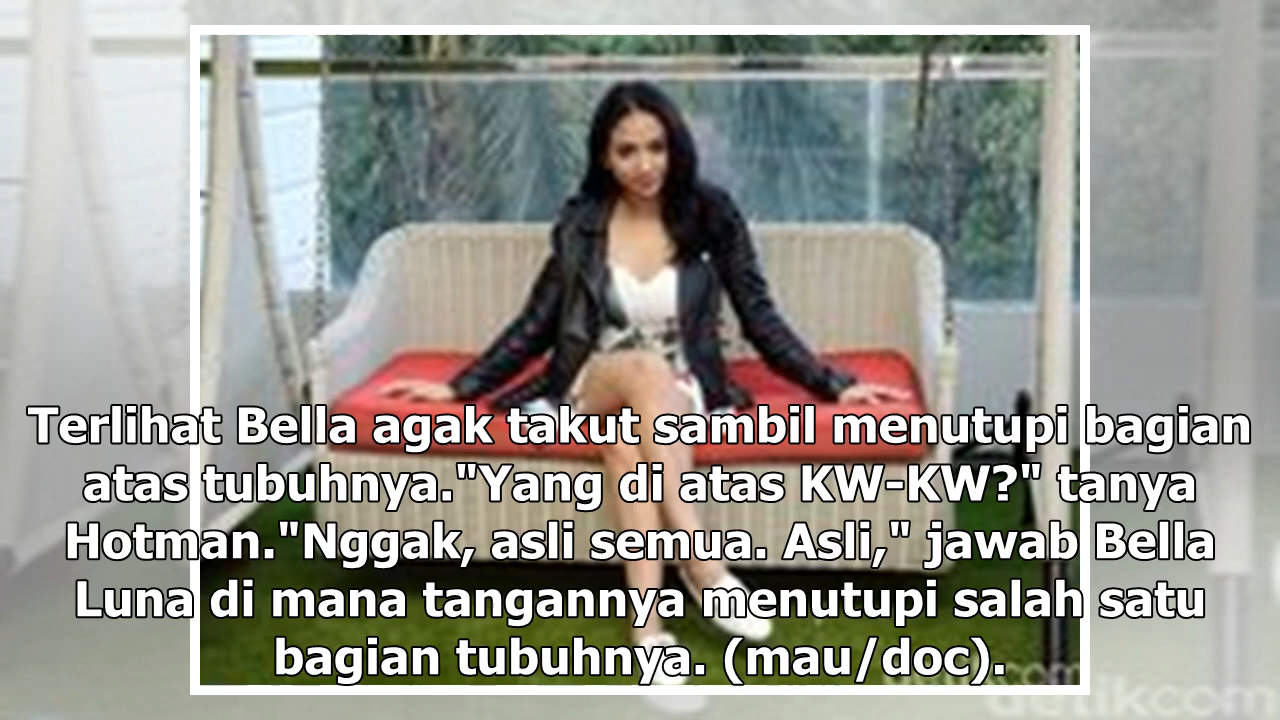 Terlihat Bella agak takut sambil menutupi bagian
atas tubuhnya."Yang di atas KW-KW?" tanya
Hotman."Nggak, asli semua. Asli," jawab Bella
Luna di mana tangannya menutupi salah satu
bagian tubuhnya. (mau/doc).
detikcom